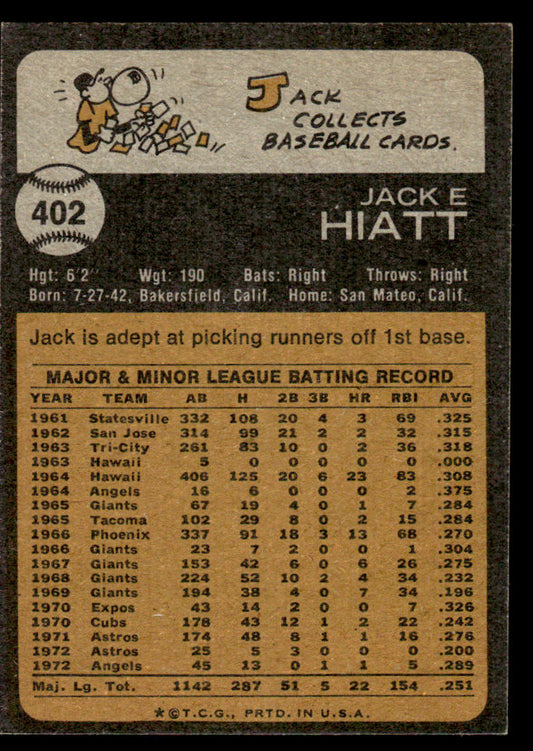 JACK
COLLECTS
BASEBALL CARDS.
402
JACK E
HIATT
Hgt: 6'2" Wgt: 190 Bats: Right Throws: Right
Born: 7-27-42, Bakersfield, Calif. Home: San Mateo, Calif.
Jack is adept at picking runners off 1st base.
MAJOR & MINOR LEAGUE BATTING RECORD
YEAR TEAM AB H 2B 3B HR RBI AVG
1961 Statesville 332 108 20 4 3 69 .325
1962 San Jose 314 99 21 2 2 32 .315
1963 Tri-City 261 83 10 0 2 36 .318
1963 Hawaii 5 0 0 0 0 0 .000
1964 Hawaii 406 125 20 6 23 83 .308
1964 Angels 16 6 0 0 0 2 .375
1965 Giants 67 19 4 0 1 7 .284
1965 Tacoma 102 29 8 0 2 15 .284
1966 Phoenix 337 91 18 3 13 68 .270
1966 Giants 23 7 2 0 0 1 .304
1967 Giants 153 42 6 0 6 26 .275
1968 Giants 224 52 10 2 4 34 .232
1969 Giants 194 38 4 0 7 34 .196
1970 Expos 43 14 2 0 0 7 .326
1970 Cubs 178 43 12 1 2 22 .242
1971 Astros 174 48 8 1 1 16 .276
1972 Astros 25 5 3 0 0 0 .200
1972 Angels 45 13 0 1 1 5 .289
Maj. Lg. Tot. 1142 287 51 5 22 154 .251
★©T.C.G., PRTD. IN U.S.A.